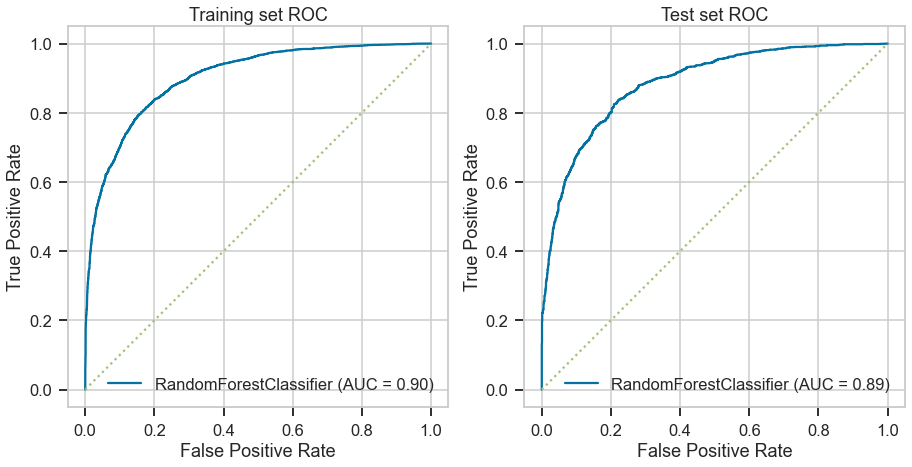 Training set ROC
1.0
0.8
0.6
0.4
0.2
0.0
True Positive Rate
RandomForestClassifier (AUC = 0.90)
0.0 0.2 0.4 0.6 0.8 1.0
False Positive Rate
Test set ROC
1.0
0.8
0.6
0.4
0.2
0.0
True Positive Rate
RandomForestClassifier (AUC = 0.89)
0.0 0.2 0.4 0.6 0.8 1.0
False Positive Rate